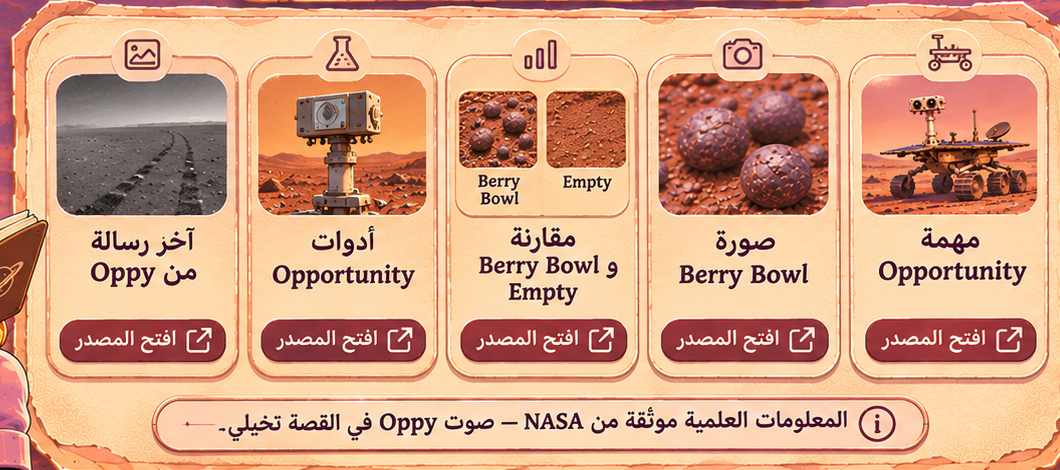 مهمة
Opportunity
افتح المصدر
صورة
Berry Bowl
افتح المصدر
Berry
Bowl
Empty
مقارنة
Berry Bowl و
Empty
افتح المصدر
أدوات
Opportunity
افتح المصدر
آخر رسالة
من Oppy
افتح المصدر
المعلومات العلمية موثّقة من NASA – صوت Oppy في القصة تخيلي.